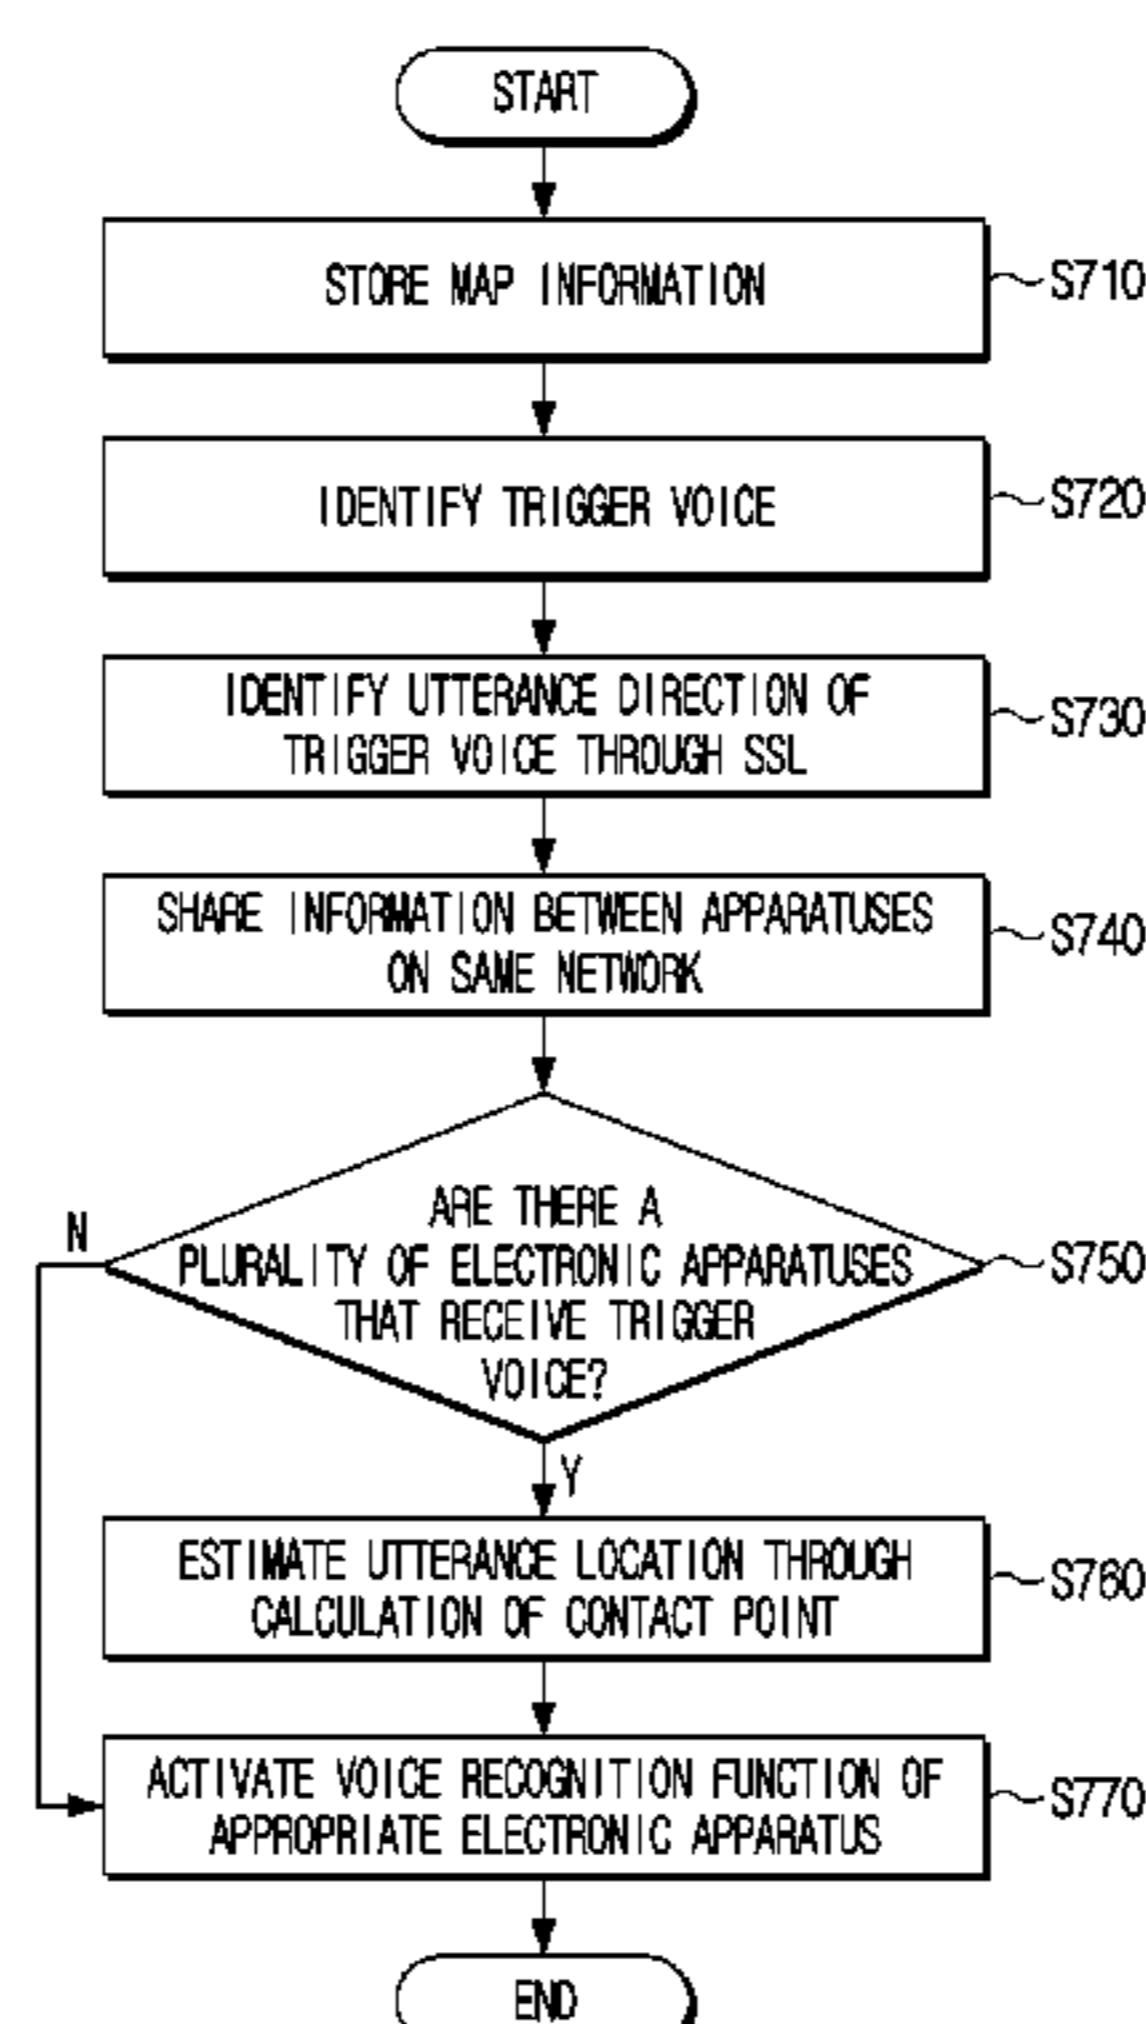 START
STORE MAP INFORMATION
S710
IDENTIFY TRIGGER VOICE
S720
IDENTIFY UTTERANCE DIRECTION OF
TRIGGER VOICE THROUGH SSL
S730
SHARE INFORMATION BETWEEN APPARATUSES
ON SAME NETWORK
S740
ARE THERE A
PLURALITY OF ELECTRONIC APPARATUSES
THAT RECEIVE TRIGGER
VOICE?
S750
N
Y
ESTIMATE UTTERANCE LOCATION THROUGH
CALCULATION OF CONTACT POINT
S760
ACTIVATE VOICE RECOGNITION FUNCTION OF
APPROPRIATE ELECTRONIC APPARATUS
S770
END